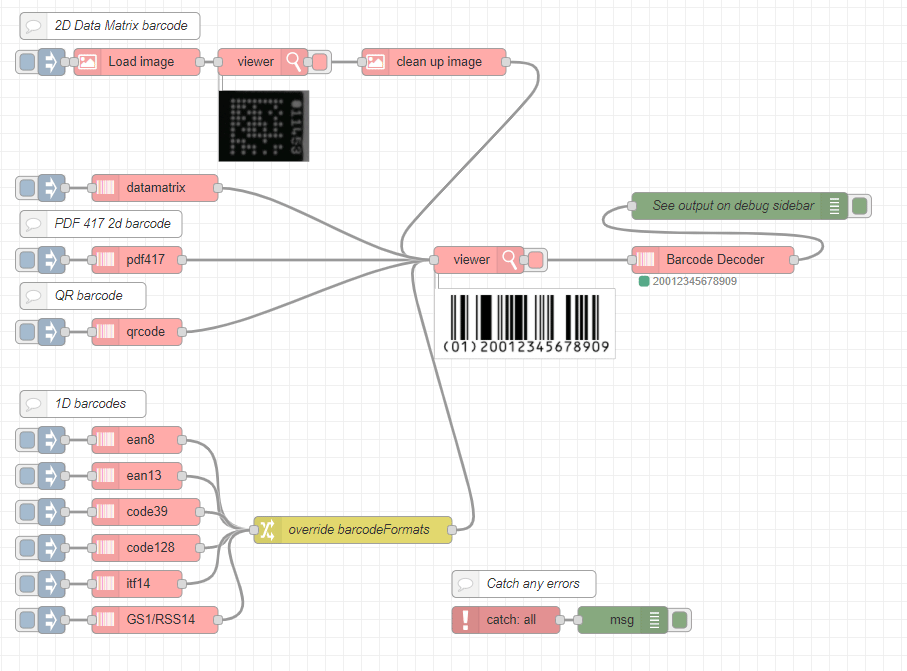 2D Data Matrix barcode
Load image
viewer
clean up image
011453
datamatrix
See output on debug sidebar
PDF 417 2d barcode
pdf417
viewer
Barcode Decoder
20012345678909
QR barcode
qrcode
(01)20012345678909
1D barcodes
ean8
ean13
code39
override barcodeFormats
code128
itf14
Catch any errors
GS1/RSS14
catch: all
msg